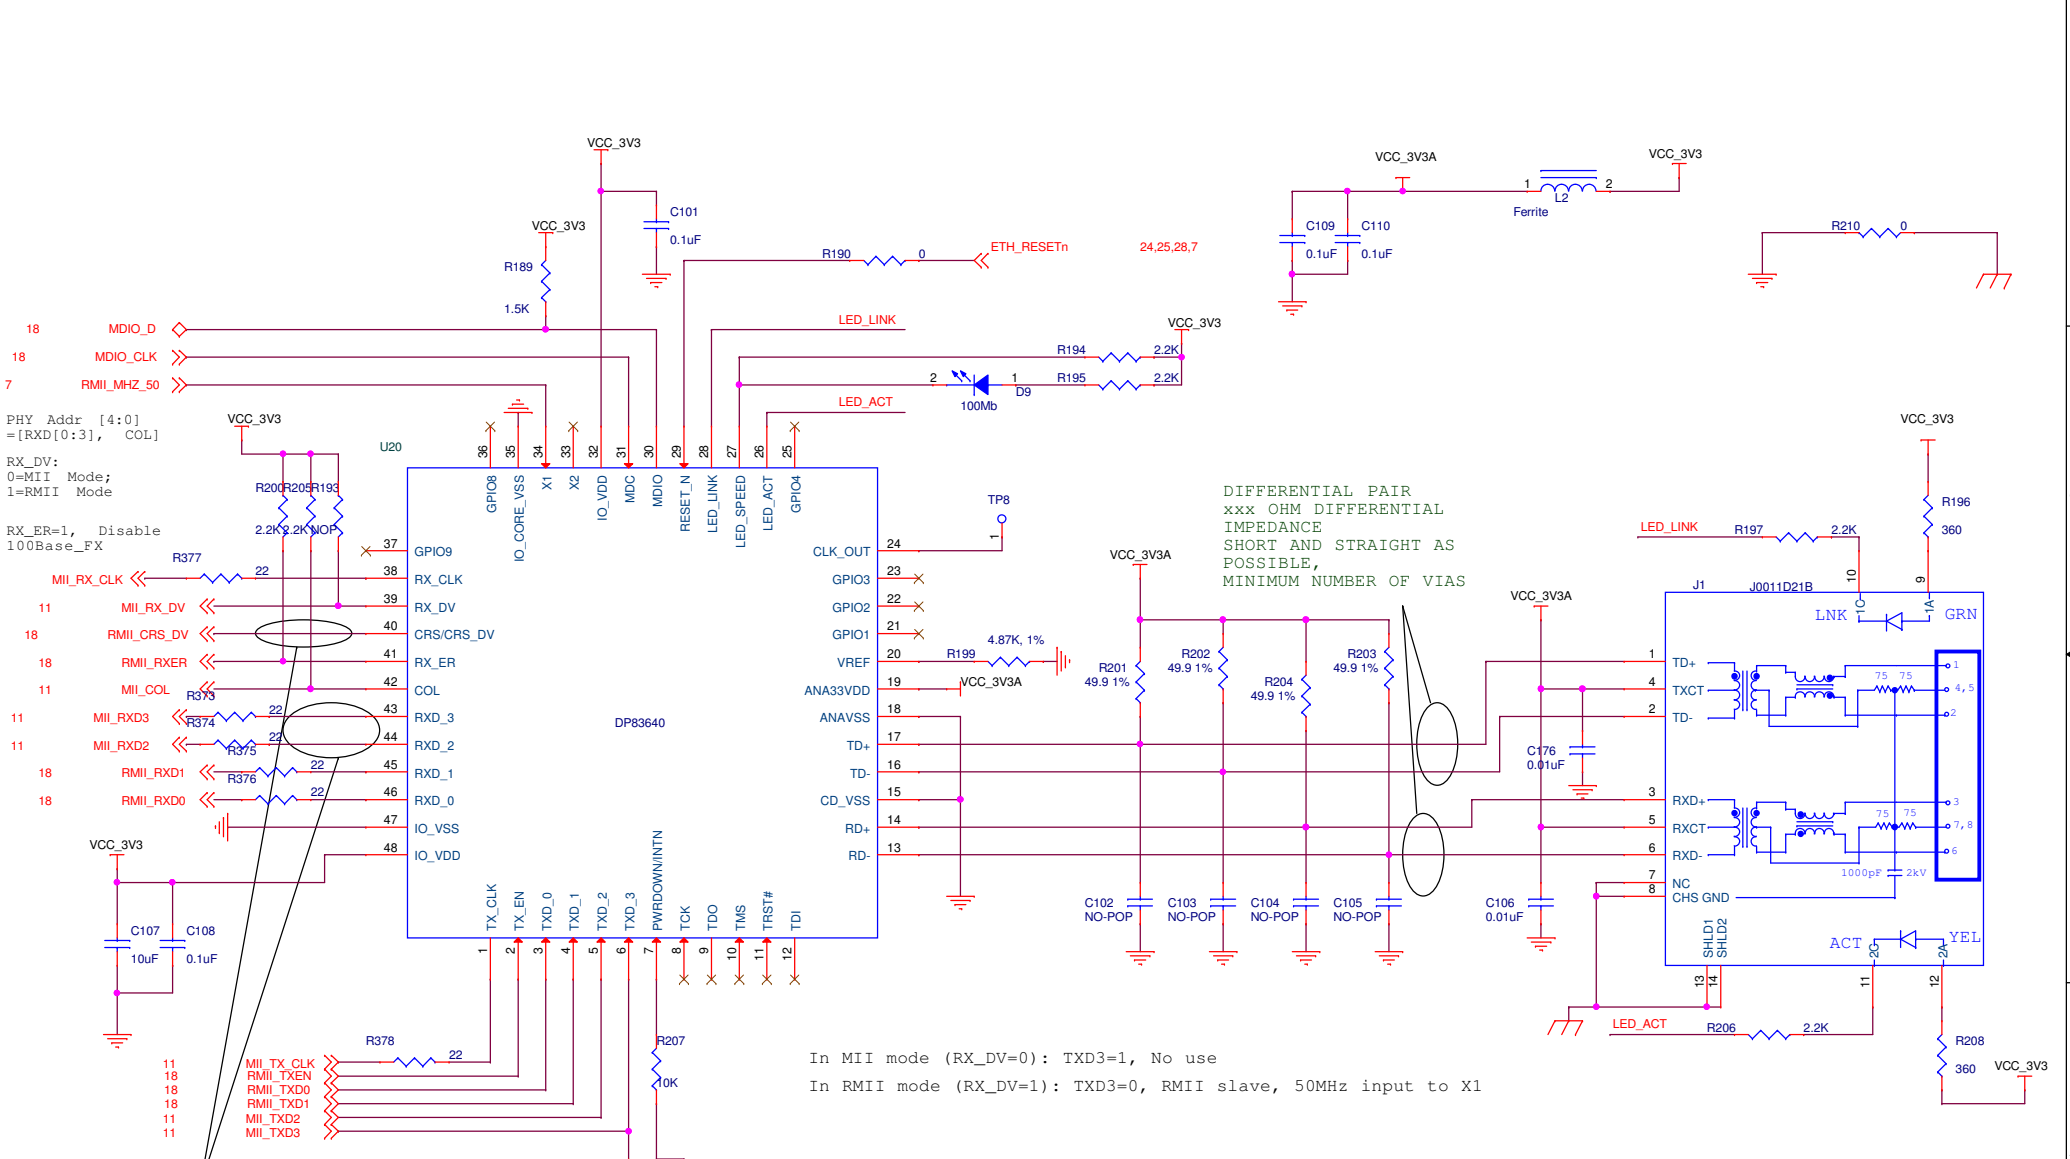 VCC_3V3
C101
0.1uF
VCC_3V3
R189
1.5K
R190
0
ETH_RESETn
24,25,28,7
VCC_3V3A
C109
0.1uF
C110
0.1uF
1
2
L2
Ferrite
VCC_3V3
R210
0
18
MDIO_D
18
MDIO_CLK
7
RMII_MHZ_50
LED_LINK
VCC_3V3
R194
2.2K
2
1
D9
100Mb
R195
2.2K
LED_ACT
PHY Addr [4:0]
=[RXD[0:3], COL]
RX_DV:
0=MII Mode;
1=RMII Mode
RX_ER=1, Disable
100Base_FX
VCC_3V3
R200
R205
R193
2.2K
2.2K
NOP
U20
36
35
34
33
32
31
30
29
28
27
26
25
GPIO8
IO_CORE_VSS
X1
X2
IO_VDD
MDC
MDIO
RESET_N
LED_LINK
LED_SPEED
LED_ACT
GPIO4
37
GPIO9
R377
22
MII_RX_CLK
38
RX_CLK
11
MII_RX_DV
39
RX_DV
18
RMII_CRS_DV
40
CRS/CRS_DV
18
RMII_RXER
41
RX_ER
11
MII_COL
42
COL
R373
22
11
MII_RXD3
43
RXD_3
R374
22
11
MII_RXD2
44
RXD_2
R375
22
18
RMII_RXD1
45
RXD_1
R376
22
18
RMII_RXD0
46
RXD_0
47
IO_VSS
48
IO_VDD
VCC_3V3
C107
10uF
C108
0.1uF
DP83640
CLK_OUT
24
TP8
1
GPIO3
23
GPIO2
22
GPIO1
21
VREF
20
R199
4.87K, 1%
ANA33VDD
19
VCC_3V3A
ANAVSS
18
TD+
17
TD-
16
CD_VSS
15
RD+
14
RD-
13
TX_CLK
TX_EN
TXD_0
TXD_1
TXD_2
TXD_3
PWRDOWN/INTN
TCK
TDO
TMS
TRST#
TDI
1
2
3
4
5
6
7
8
9
10
11
12
DIFFERENTIAL PAIR
xxx OHM DIFFERENTIAL
IMPEDANCE
SHORT AND STRAIGHT AS
POSSIBLE,
MINIMUM NUMBER OF VIAS
VCC_3V3A
R201
49.9 1%
R202
49.9 1%
R204
49.9 1%
R203
49.9 1%
C102
NO-POP
C103
NO-POP
C104
NO-POP
C105
NO-POP
VCC_3V3A
C176
0.01uF
C106
0.01uF
VCC_3V3
R196
360
LED_LINK
R197
2.2K
10
9
J1
J0011D21B
1C
1A
LNK
GRN
1
TD+
4
TXCT
2
TD-
3
RXD+
5
RXCT
6
RXD-
7
NC
8
CHS GND
75 75
1
4,5
2
75 75
3
7,8
6
1000pF
2kV
SHLD1
SHLD2
ACT
YEL
2C
2A
13
14
11
12
LED_ACT
R206
2.2K
R208
360
VCC_3V3
R378
22
R207
10K
11
MII_TX_CLK
18
RMII_TXEN
18
RMII_TXD0
18
RMII_TXD1
11
MII_TXD2
11
MII_TXD3
In MII mode (RX_DV=0): TXD3=1, No use
In RMII mode (RX_DV=1): TXD3=0, RMII slave, 50MHz input to X1